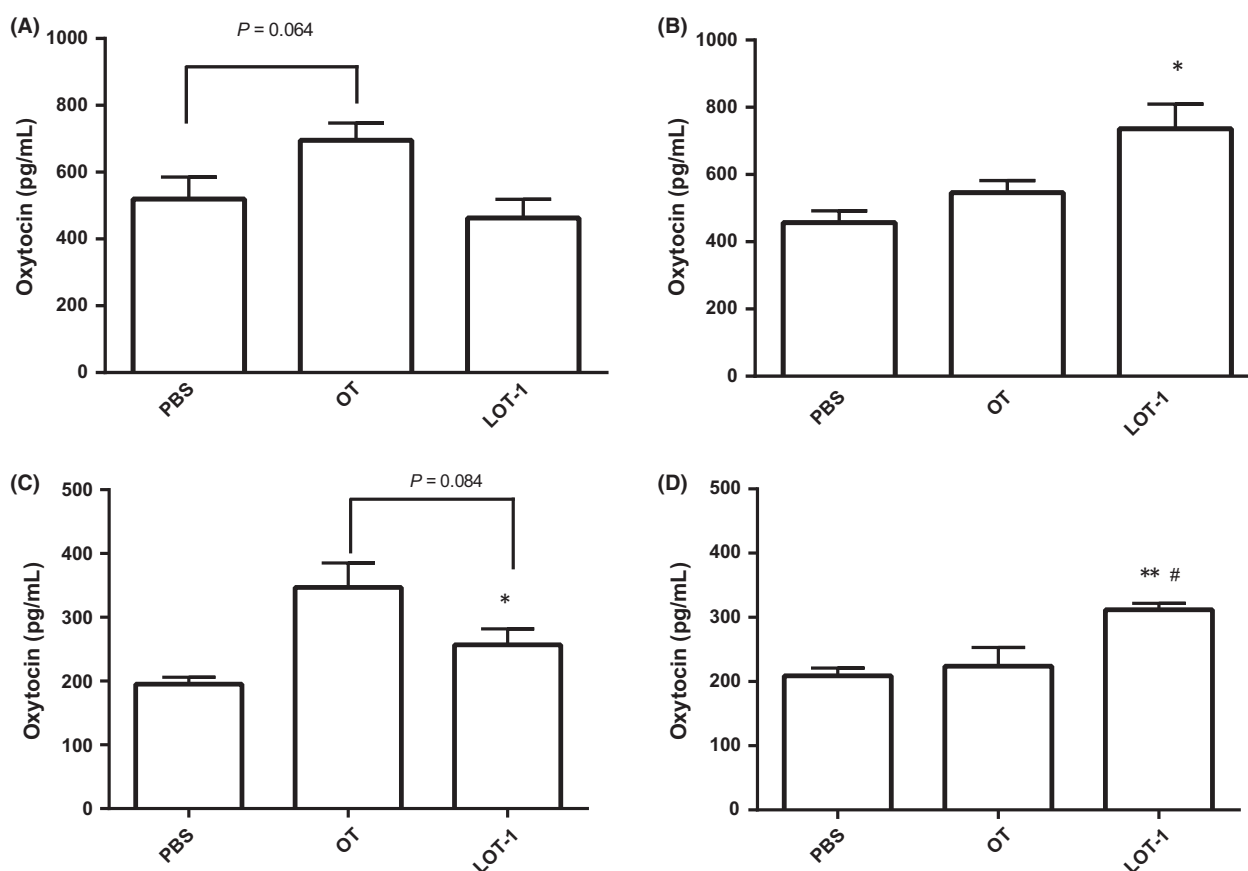 (A)
P = 0.064
Oxytocin (pg/mL)
1000
800
600
400
200
0
PBS
OT
LOT-1
(B)
*
Oxytocin (pg/mL)
1000
800
600
400
200
0
PBS
OT
LOT-1
(C)
P = 0.084
*
Oxytocin (pg/mL)
500
400
300
200
100
0
PBS
OT
LOT-1
(D)
** #
Oxytocin (pg/mL)
500
400
300
200
100
0
PBS
OT
LOT-1